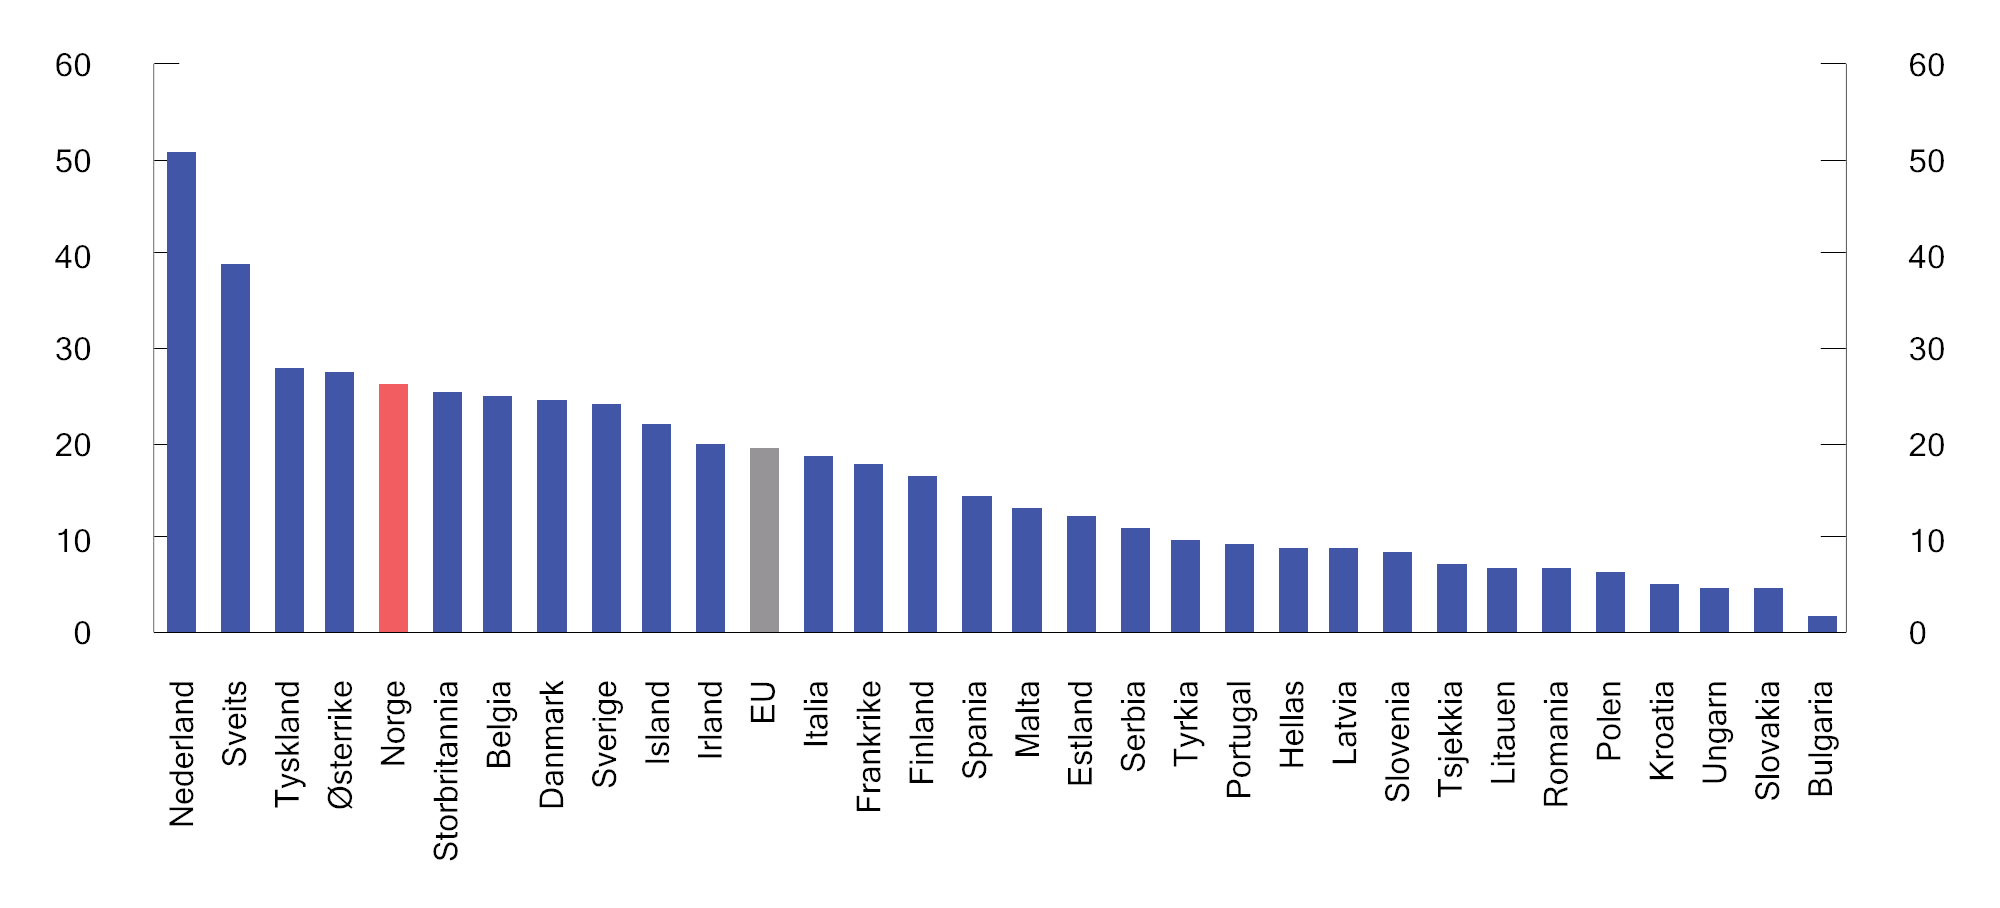 60 60
50 50
40 40
30 30
20 20
10 10
0 0
Nederland
Sveits
Tyskland
Østerrike
Norge
Storbritannia
Belgia
Danmark
Sverige
Island
Irland
EU
Italia
Frankrike
Finland
Spania
Malta
Estland
Serbia
Tyrkia
Portugal
Hellas
Latvia
Slovenia
Tsjekkia
Litauen
Romania
Polen
Kroatia
Ungarn
Slovakia
Bulgaria